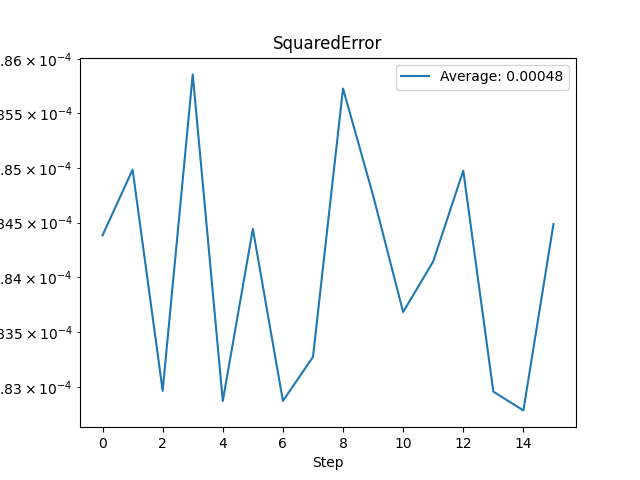 SquaredError
Average: 0.00048
.86 × 10⁻⁴
855 × 10⁻⁴
.85 × 10⁻⁴
845 × 10⁻⁴
.84 × 10⁻⁴
835 × 10⁻⁴
.83 × 10⁻⁴
0 2 4 6 8 10 12 14
Step